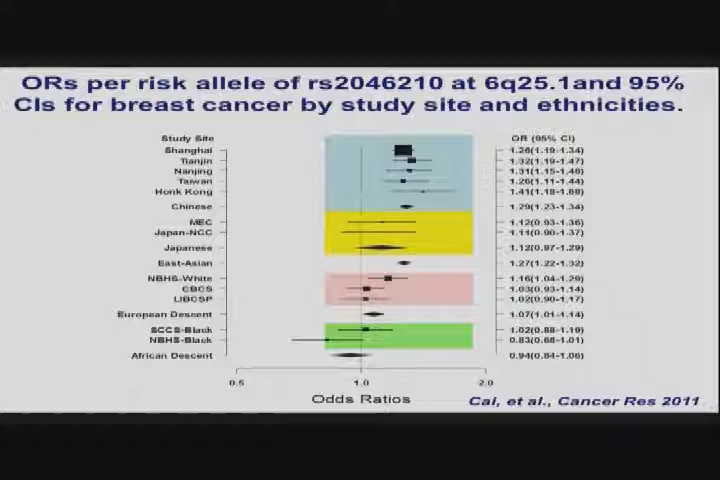 ORs per risk allele of rs2046210 at 6q25.1and 95%
CIs for breast cancer by study site and ethnicities.
Study Site OR (95% CI)
Shanghai 1.26(1.19-1.34)
Tianjin 1.32(1.19-1.47)
Nanjing 1.31(1.15-1.48)
Taiwan 1.26(1.11-1.44)
Honk Kong 1.41(1.18-1.69)
Chinese 1.29(1.23-1.34)
MEC 1.12(0.93-1.36)
Japan-NCC 1.11(0.90-1.37)
Japanese 1.12(0.97-1.29)
East-Asian 1.27(1.22-1.32)
NBHS-White 1.16(1.04-1.29)
CBCS 1.03(0.93-1.14)
LIBCSP 1.02(0.90-1.17)
European Descent 1.07(1.01-1.14)
SCCS-Black 1.02(0.88-1.19)
NBHS-Black 0.83(0.68-1.01)
African Descent 0.94(0.84-1.06)
0.5 1.0 2.0
Odds Ratios
Cai, et al., Cancer Res 2011